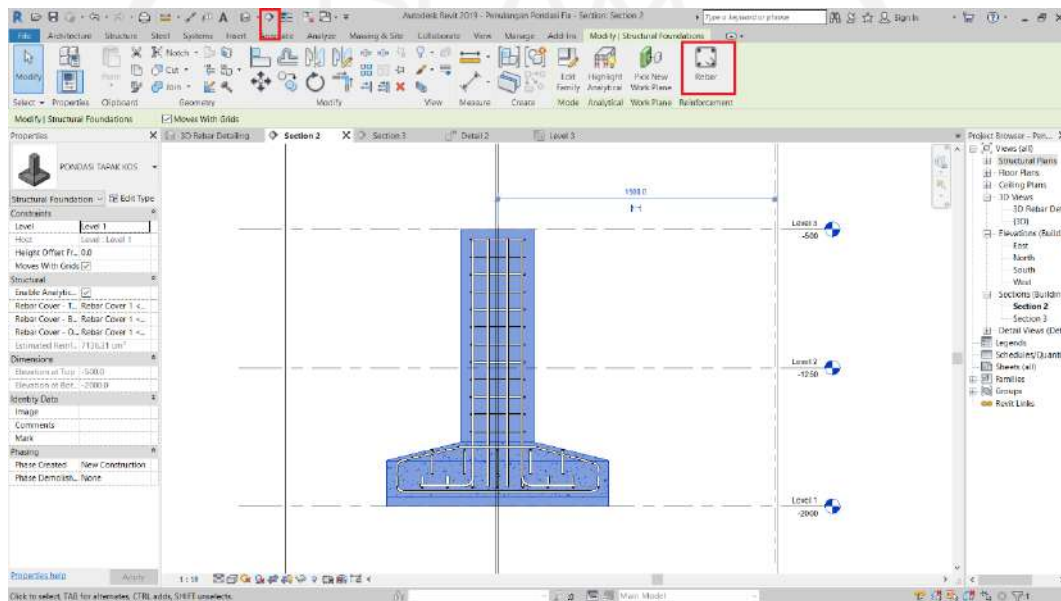 Autodesk Revit 2019 - Penulangan Pondasi Fix - Section: Section 2
Type a keyword or phrase
Sign In
File Architecture Structure Steel Systems Insert Annotate Analyze Massing & Site Collaborate View Manage Add-Ins Modify | Structural Foundations
Modify
Paste
Notch
Cut
Join
Edit Family
Highlight Analytical
Pick New Work Plane
Rebar
Select Properties Clipboard Geometry Modify View Measure Create Mode Analytical Work Plane Reinforcement
Modify | Structural Foundations Moves With Grids
Properties
3D Rebar Detailing
Section 2
Section 3
Detail 2
Level 3
Project Browser - Pen...
PONDASI TAPAK KOS
Structural Foundation Edit Type
Constraints
Level Level 1
Host Level : Level 1
Height Offset Fr... 0.0
Moves With Grids
Structural
Enable Analytic...
Rebar Cover - T... Rebar Cover 1 <...
Rebar Cover - B... Rebar Cover 1 <...
Rebar Cover - O... Rebar Cover 1 <...
Estimated Reinf... 7136.31 cm³
Dimensions
Elevation at Top -500.0
Elevation at Bot... -2000.0
Identity Data
Image
Comments
Mark
Phasing
Phase Created New Construction
Phase Demolish... None
Properties help Apply
Level 3
-500
Level 2
-1250
Level 1
-2000
Views (all)
Structural Plans
Floor Plans
Ceiling Plans
3D Views
3D Rebar Det
{3D}
Elevations (Build
East
North
South
West
Sections (Buildin
Section 2
Section 3
Detail Views (Det
Legends
Schedules/Quanti
Sheets (all)
Families
Groups
Revit Links
1 : 10
Click to select, TAB for alternates, CTRL adds, SHIFT unselects.
Main Model